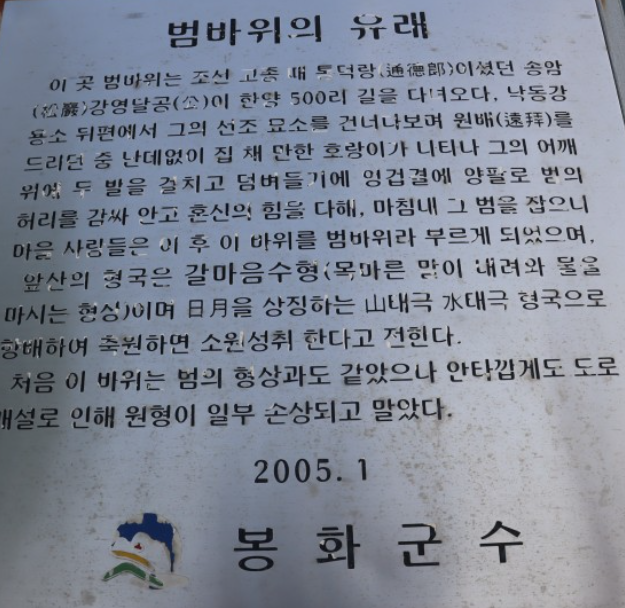 범바위의 유래
이 곳 범바위는 조선 고종 때 통덕랑(通德郎)이셨던 송암
(松巖)강영달공(公)이 한양 500리 길을 다녀오다, 낙동강
용소 뒤편에서 그의 선조 묘소를 건너다보며 원배(遠拜)를
드리던 중 난데없이 집 채 만한 호랑이가 나타나 그의 어깨
위에 두 발을 걸치고 덤벼들기에 엉겁결에 양팔로 범의
허리를 감싸 안고 혼신의 힘을 다해, 마침내 그 범을 잡으니
마을 사람들은 이 후 이 바위를 범바위라 부르게 되었으며,
앞산의 형국은 갈마음수형(목마른 말이 내려와 물을
마시는 형상)이며 日月을 상징하는 山태극 水태극 형국으로
향배하여 축원하면 소원성취 한다고 전한다.
처음 이 바위는 범의 형상과도 같았으나 안타깝게도 도로
개설로 인해 원형이 일부 손상되고 말았다.
2005. 1
봉화군수